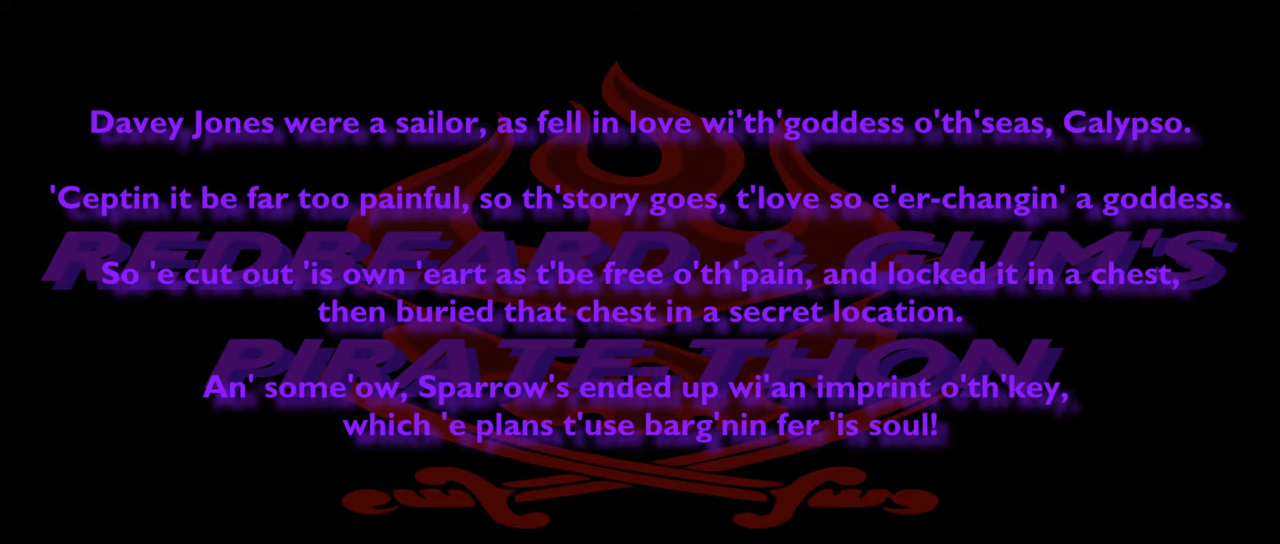 Davey Jones were a sailor, as fell in love wi'th'goddess o'th'seas, Calypso.
'Ceptin it be far too painful, so th'story goes, t'love so e'er-changin' a goddess.
REDBEARD & GUM'S
So 'e cut out 'is own 'eart as t'be free o'th'pain, and locked it in a chest,
then buried that chest in a secret location.
PIRATE-THON
An' some'ow, Sparrow's ended up wi'an imprint o'th'key,
which 'e plans t'use barg'nin fer 'is soul!